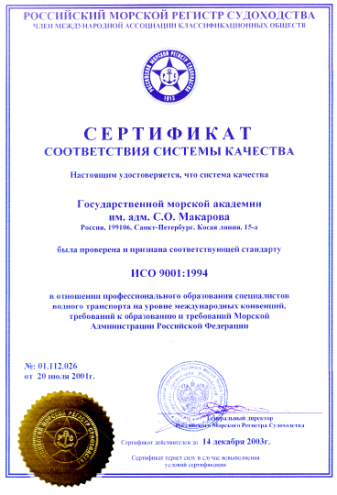 РОССИЙСКИЙ МОРСКОЙ РЕГИСТР СУДОХОДСТВА
ЧЛЕН МЕЖДУНАРОДНОЙ АССОЦИАЦИИ КЛАССИФИКАЦИОННЫХ ОБЩЕСТВ
РОССИЙСКИЙ МОРСКОЙ РЕГИСТР СУДОХОДСТВА
1913
СЕРТИФИКАТ
СООТВЕТСТВИЯ СИСТЕМЫ КАЧЕСТВА
Настоящим удостоверяется, что система качества
Государственной морской академии
им. адм. С.О. Макарова
Россия, 199106, Санкт-Петербург, Косая линия, 15-а
была проверена и признана соответствующей стандарту
ИСО 9001:1994
в отношении профессионального образования специалистов
водного транспорта на уровне международных конвенций,
требований к образованию и требований Морской
Администрации Российской Федерации
№: 01.112.026
от 20 июля 2001г.
Генеральный директор
Российского Морского Регистра Судоходства
Сертификат действителен до 14 декабря 2003г.
Сертификат теряет силу в случае невыполнения
условий сертификации